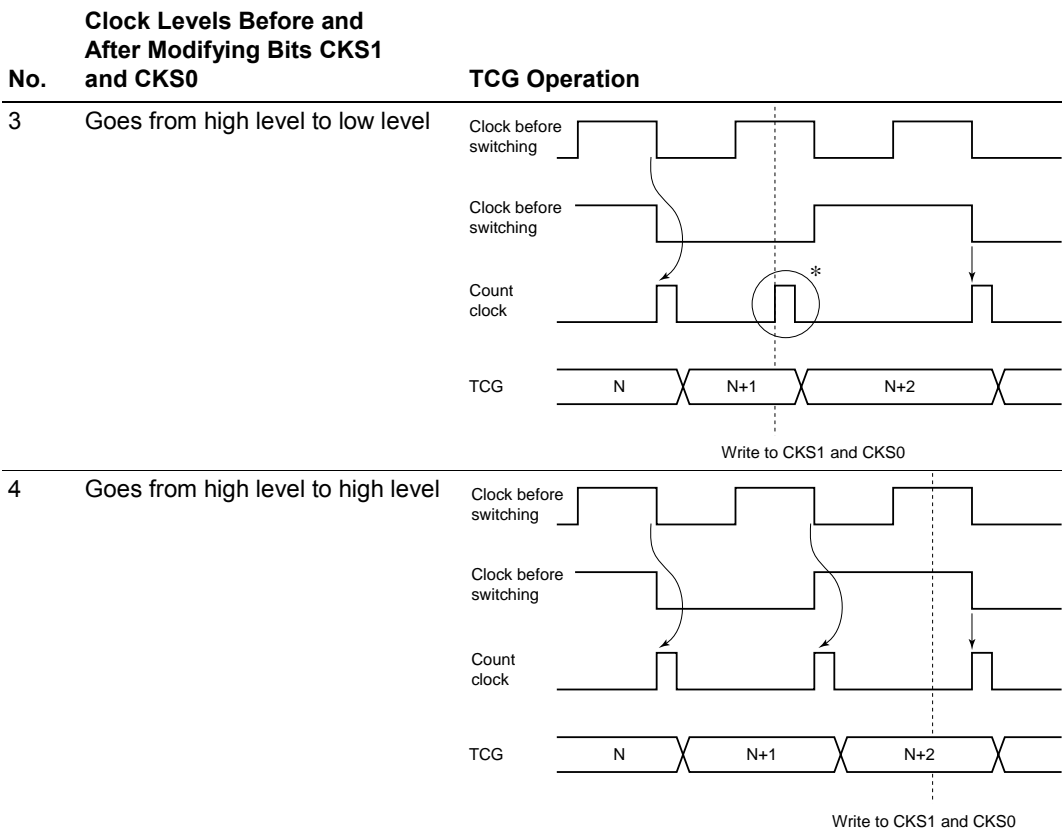 Clock Levels Before and
After Modifying Bits CKS1
No. and CKS0 TCG Operation
3 Goes from high level to low level
Clock before
switching
Clock before
switching
*
Count
clock
TCG N N+1 N+2
Write to CKS1 and CKS0
4 Goes from high level to high level
Clock before
switching
Clock before
switching
Count
clock
TCG N N+1 N+2
Write to CKS1 and CKS0